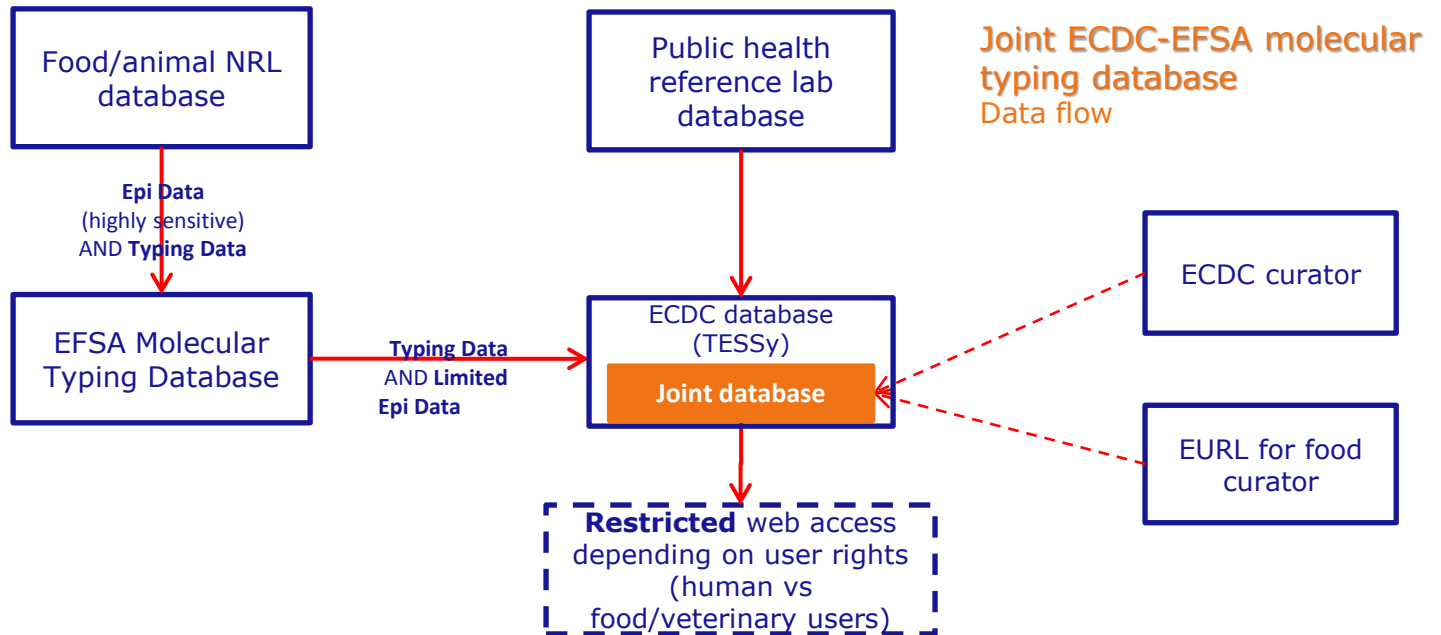 Food/animal NRL
database
Public health
reference lab
database
Joint ECDC-EFSA molecular
typing database
Data flow
Epi Data
(highly sensitive)
AND Typing Data
ECDC curator
EFSA Molecular
Typing Database
Typing Data
AND Limited
Epi Data
ECDC database
(TESSy)
Joint database
EURL for food
curator
Restricted web access
depending on user rights
(human vs
food/veterinary users)